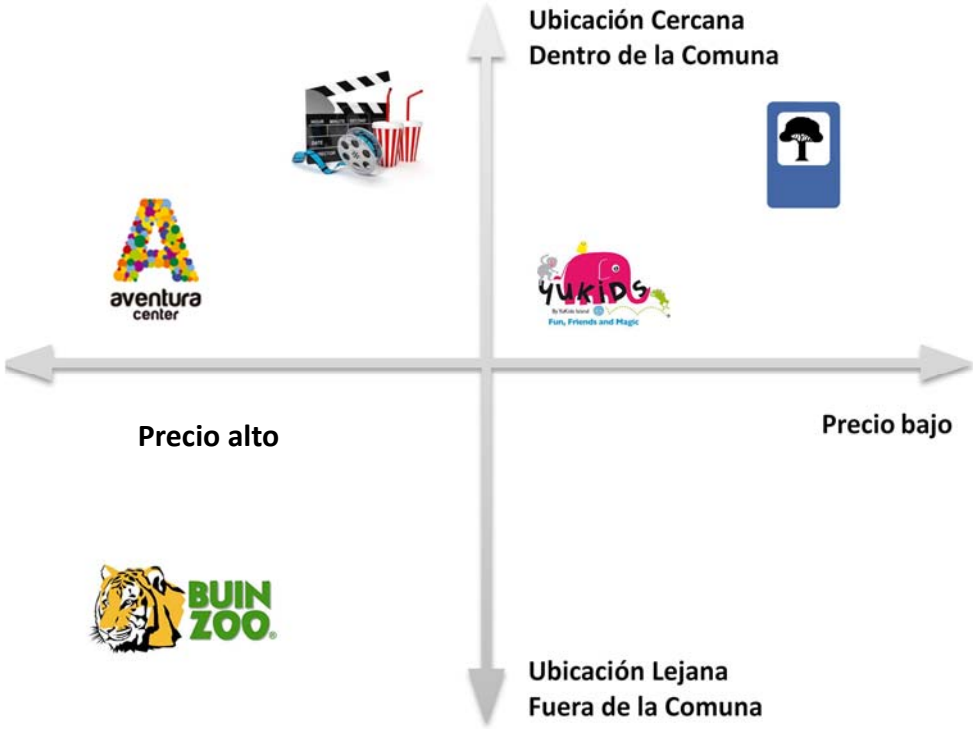 Ubicación Cercana
Dentro de la Comuna
aventura
center
YUKIDS
Fun, Friends and Magic
Precio alto
Precio bajo
BUIN
ZOO®
Ubicación Lejana
Fuera de la Comuna